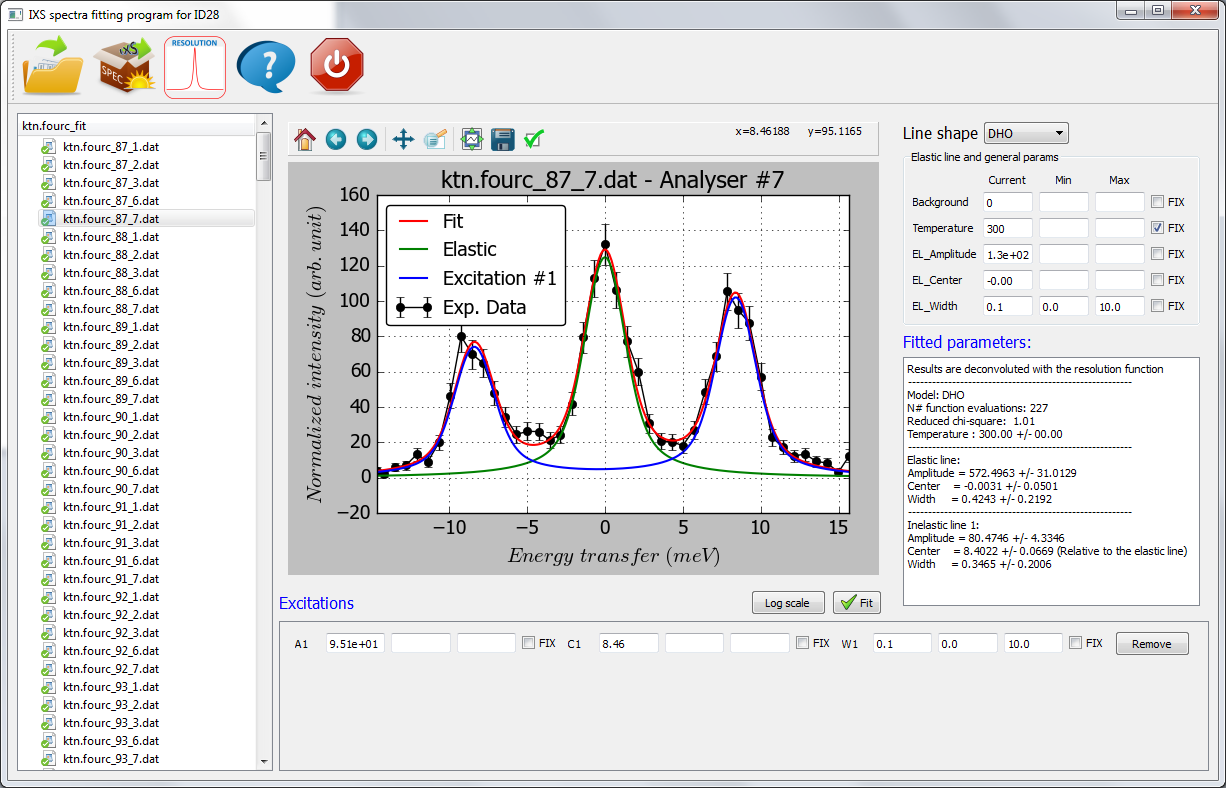 IXS spectra fitting program for ID28
iXS
SPEC
RESOLUTION
?
ktn.fourc_fit
ktn.fourc_87_1.dat
ktn.fourc_87_2.dat
ktn.fourc_87_3.dat
ktn.fourc_87_6.dat
ktn.fourc_87_7.dat
ktn.fourc_88_1.dat
ktn.fourc_88_2.dat
ktn.fourc_88_3.dat
ktn.fourc_88_6.dat
ktn.fourc_88_7.dat
ktn.fourc_89_1.dat
ktn.fourc_89_2.dat
ktn.fourc_89_3.dat
ktn.fourc_89_6.dat
ktn.fourc_89_7.dat
ktn.fourc_90_1.dat
ktn.fourc_90_2.dat
ktn.fourc_90_3.dat
ktn.fourc_90_6.dat
ktn.fourc_90_7.dat
ktn.fourc_91_1.dat
ktn.fourc_91_2.dat
ktn.fourc_91_3.dat
ktn.fourc_91_6.dat
ktn.fourc_91_7.dat
ktn.fourc_92_1.dat
ktn.fourc_92_2.dat
ktn.fourc_92_3.dat
ktn.fourc_92_6.dat
ktn.fourc_92_7.dat
ktn.fourc_93_1.dat
ktn.fourc_93_2.dat
ktn.fourc_93_3.dat
ktn.fourc_93_6.dat
ktn.fourc_93_7.dat
x=8.46188 y=95.1165
ktn.fourc_87_7.dat - Analyser #7
Normalized intensity (arb. unit)
160
140
120
100
80
60
40
20
0
−20
Fit
Elastic
Excitation #1
Exp. Data
−10 −5 0 5 10 15
Energy transfer (meV)
Line shape DHO
Elastic line and general params
Current Min Max
Background 0 FIX
Temperature 300 FIX
EL_Amplitude 1.3e+02 FIX
EL_Center -0.00 FIX
EL_Width 0.1 0.0 10.0 FIX
Fitted parameters:
Results are deconvoluted with the resolution function
Model: DHO
N# function evaluations: 227
Reduced chi-square: 1.01
Temperature : 300.00 +/- 00.00
Elastic line:
Amplitude = 572.4963 +/- 31.0129
Center = -0.0031 +/- 0.0501
Width = 0.4243 +/- 0.2192
Inelastic line 1:
Amplitude = 80.4746 +/- 4.3346
Center = 8.4022 +/- 0.0669 (Relative to the elastic line)
Width = 0.3465 +/- 0.2006
Excitations Log scale Fit
A1 9.51e+01 FIX C1 8.46 FIX W1 0.1 0.0 10.0 FIX Remove